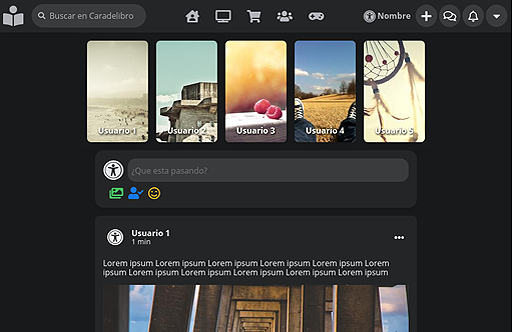 Buscar en Caradelibro
Nombre
Usuario 1
Usuario 2
Usuario 3
Usuario 4
Usuario 5
¿Que esta pasando?
Usuario 1
1 min
Lorem ipsum Lorem ipsum Lorem ipsum Lorem ipsum Lorem ipsum Lorem
ipsum Lorem ipsum Lorem ipsum Lorem ipsum Lorem ipsum Lorem ipsum